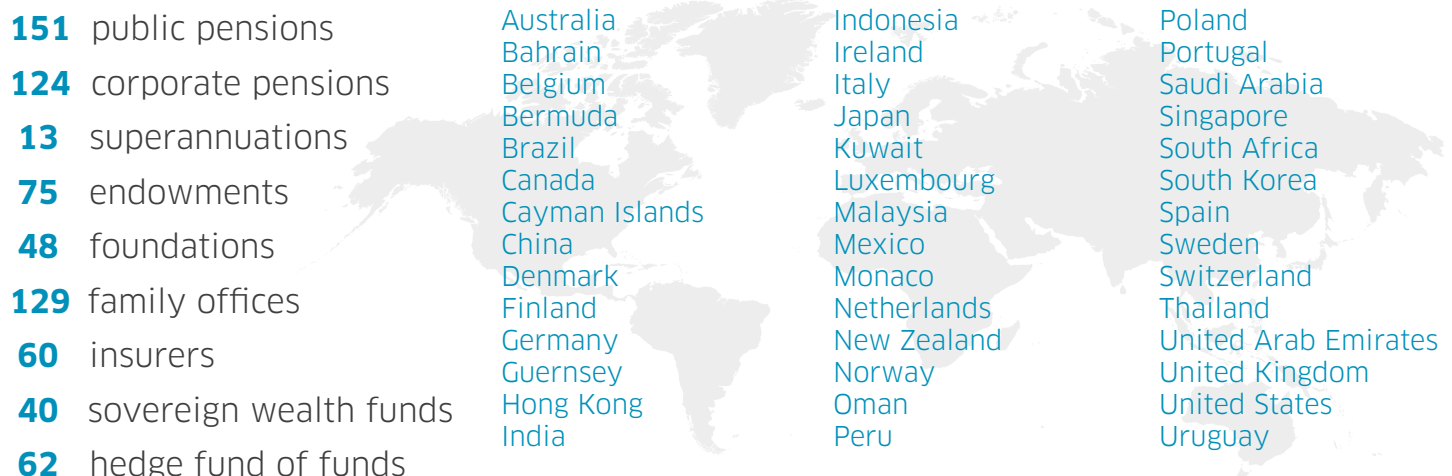 151 public pensions
124 corporate pensions
13 superannuations
75 endowments
48 foundations
129 family offices
60 insurers
40 sovereign wealth funds
62 hedge fund of funds
Australia
Bahrain
Belgium
Bermuda
Brazil
Canada
Cayman Islands
China
Denmark
Finland
Germany
Guernsey
Hong Kong
India
Indonesia
Ireland
Italy
Japan
Kuwait
Luxembourg
Malaysia
Mexico
Monaco
Netherlands
New Zealand
Norway
Oman
Peru
Poland
Portugal
Saudi Arabia
Singapore
South Africa
South Korea
Spain
Sweden
Switzerland
Thailand
United Arab Emirates
United Kingdom
United States
Uruguay